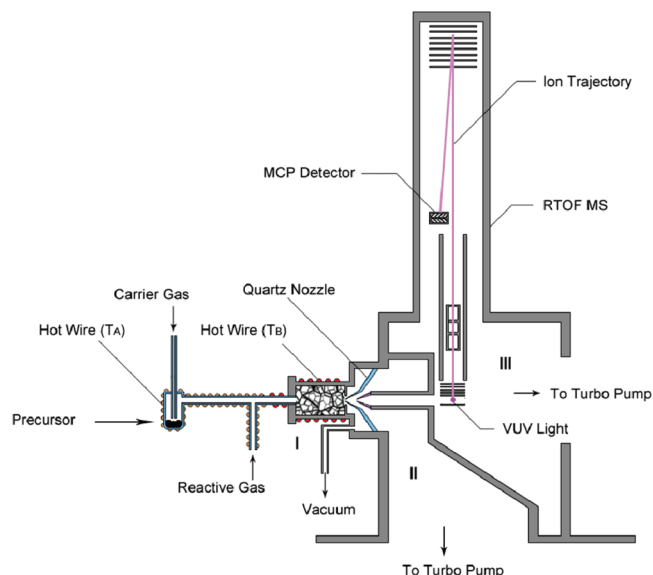 Ion Trajectory
MCP Detector
RTOF MS
Quartz Nozzle
Carrier Gas
Hot Wire (TA)
Hot Wire (TB)
III
To Turbo Pump
Precursor
VUV Light
I
II
Reactive Gas
Vacuum
To Turbo Pump